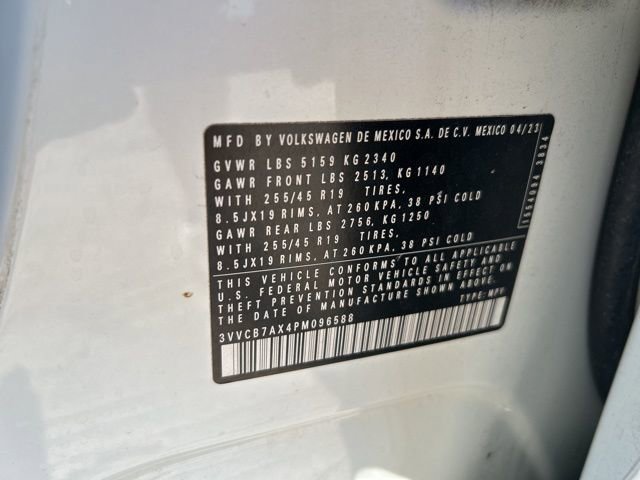 MFD BY VOLKSWAGEN DE MEXICO S.A. DE C.V. MEXICO 04/23
GVWR LBS 5159 KG 2340
GAWR FRONT LBS 2513, KG 1140
WITH 255/45 R19 TIRES,
8.5JX19 RIMS, AT 260 KPA, 38 PSI COLD
GAWR REAR LBS 2756, KG 1250
WITH 255/45 R19 TIRES,
8.5JX19 RIMS, AT 260 KPA, 38 PSI COLD
THIS VEHICLE CONFORMS TO ALL APPLICABLE
U.S. FEDERAL MOTOR VEHICLE SAFETY AND
THEFT PREVENTION STANDARDS IN EFFECT ON
THE DATE OF MANUFACTURE SHOWN ABOVE.
3VVCB7AX4PM096588 TYPE: MPV